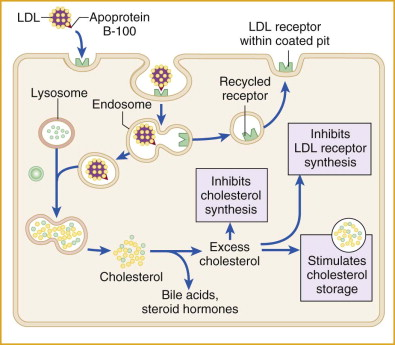 LDL
Apoprotein
B-100
LDL receptor
within coated pit
Lysosome
Endosome
Recycled
receptor
Inhibits
LDL receptor
synthesis
Inhibits
cholesterol
synthesis
Cholesterol
Excess
cholesterol
Stimulates
cholesterol
storage
Bile acids,
steroid hormones